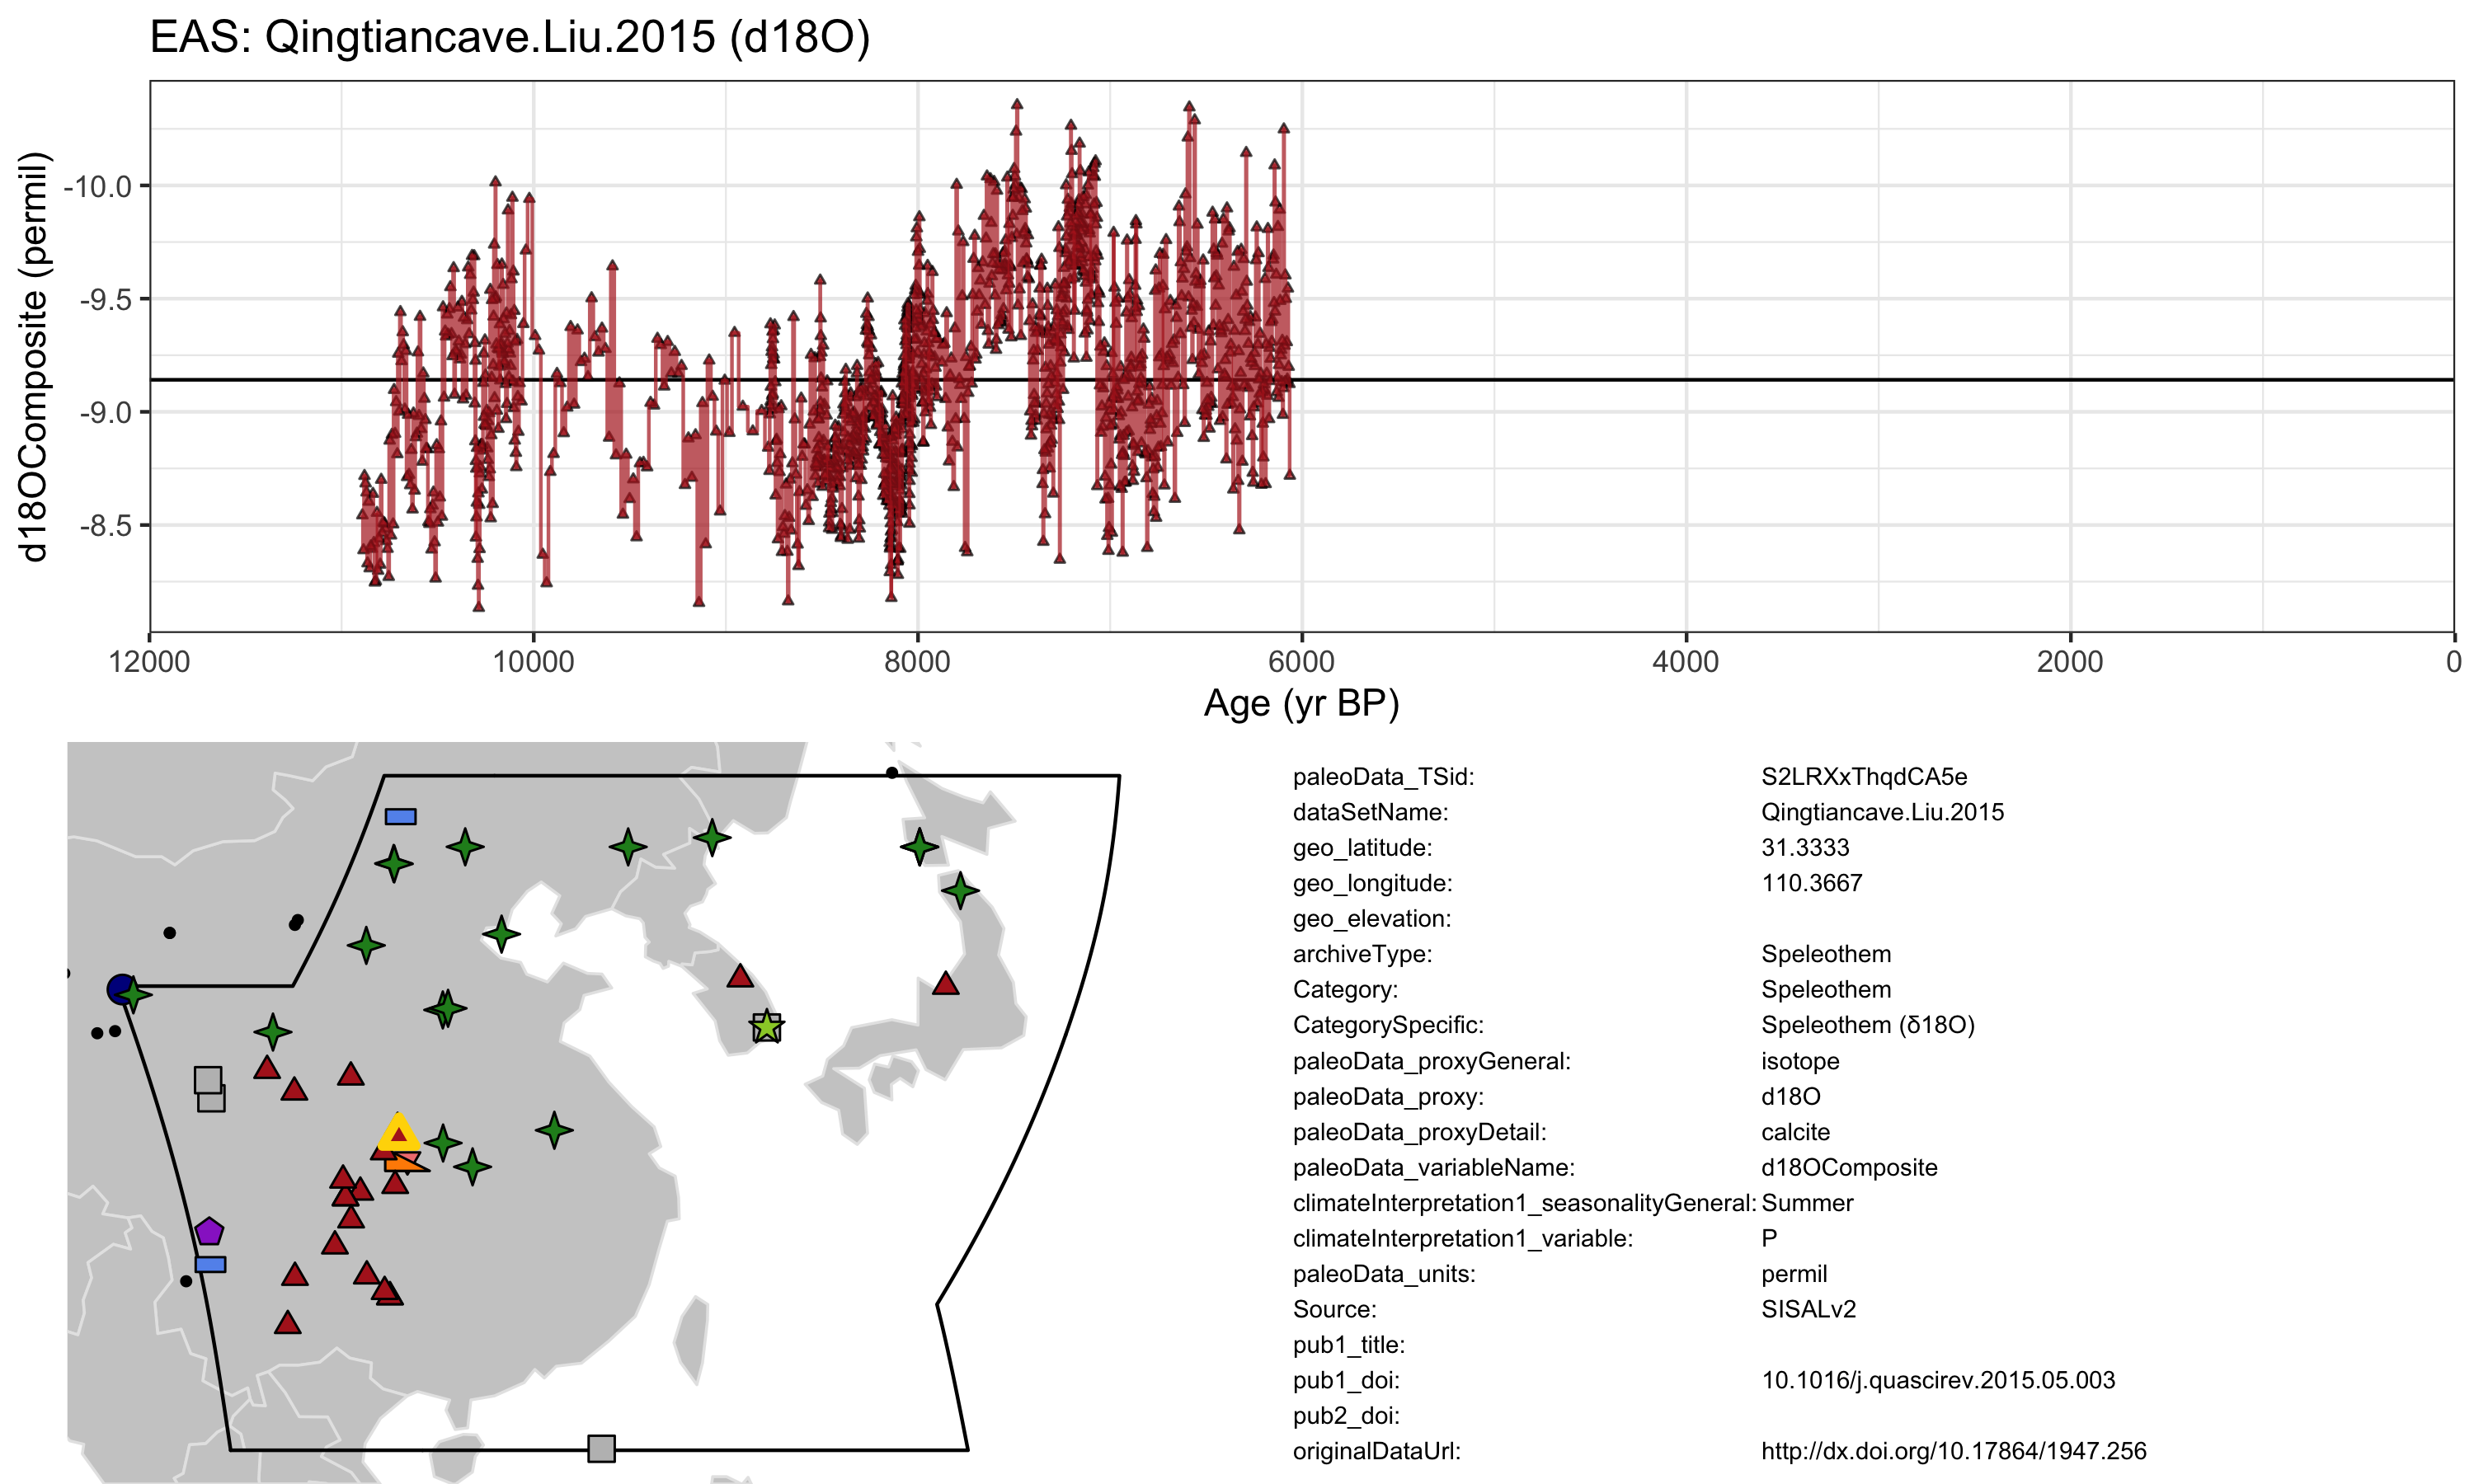 EAS: Qingtiancave.Liu.2015 (d18O)
d18OComposite (permil)
-10.0
-9.5
-9.0
-8.5
12000 10000 8000 6000 4000 2000 0
Age (yr BP)
paleoData_TSid: S2LRXxThqdCA5e
dataSetName: Qingtiancave.Liu.2015
geo_latitude: 31.3333
geo_longitude: 110.3667
geo_elevation:
archiveType: Speleothem
Category: Speleothem
CategorySpecific: Speleothem (δ18O)
paleoData_proxyGeneral: isotope
paleoData_proxy: d18O
paleoData_proxyDetail: calcite
paleoData_variableName: d18OComposite
climateInterpretation1_seasonalityGeneral: Summer
climateInterpretation1_variable: P
paleoData_units: permil
Source: SISALv2
pub1_title:
pub1_doi: 10.1016/j.quascirev.2015.05.003
pub2_doi:
originalDataUrl: http://dx.doi.org/10.17864/1947.256